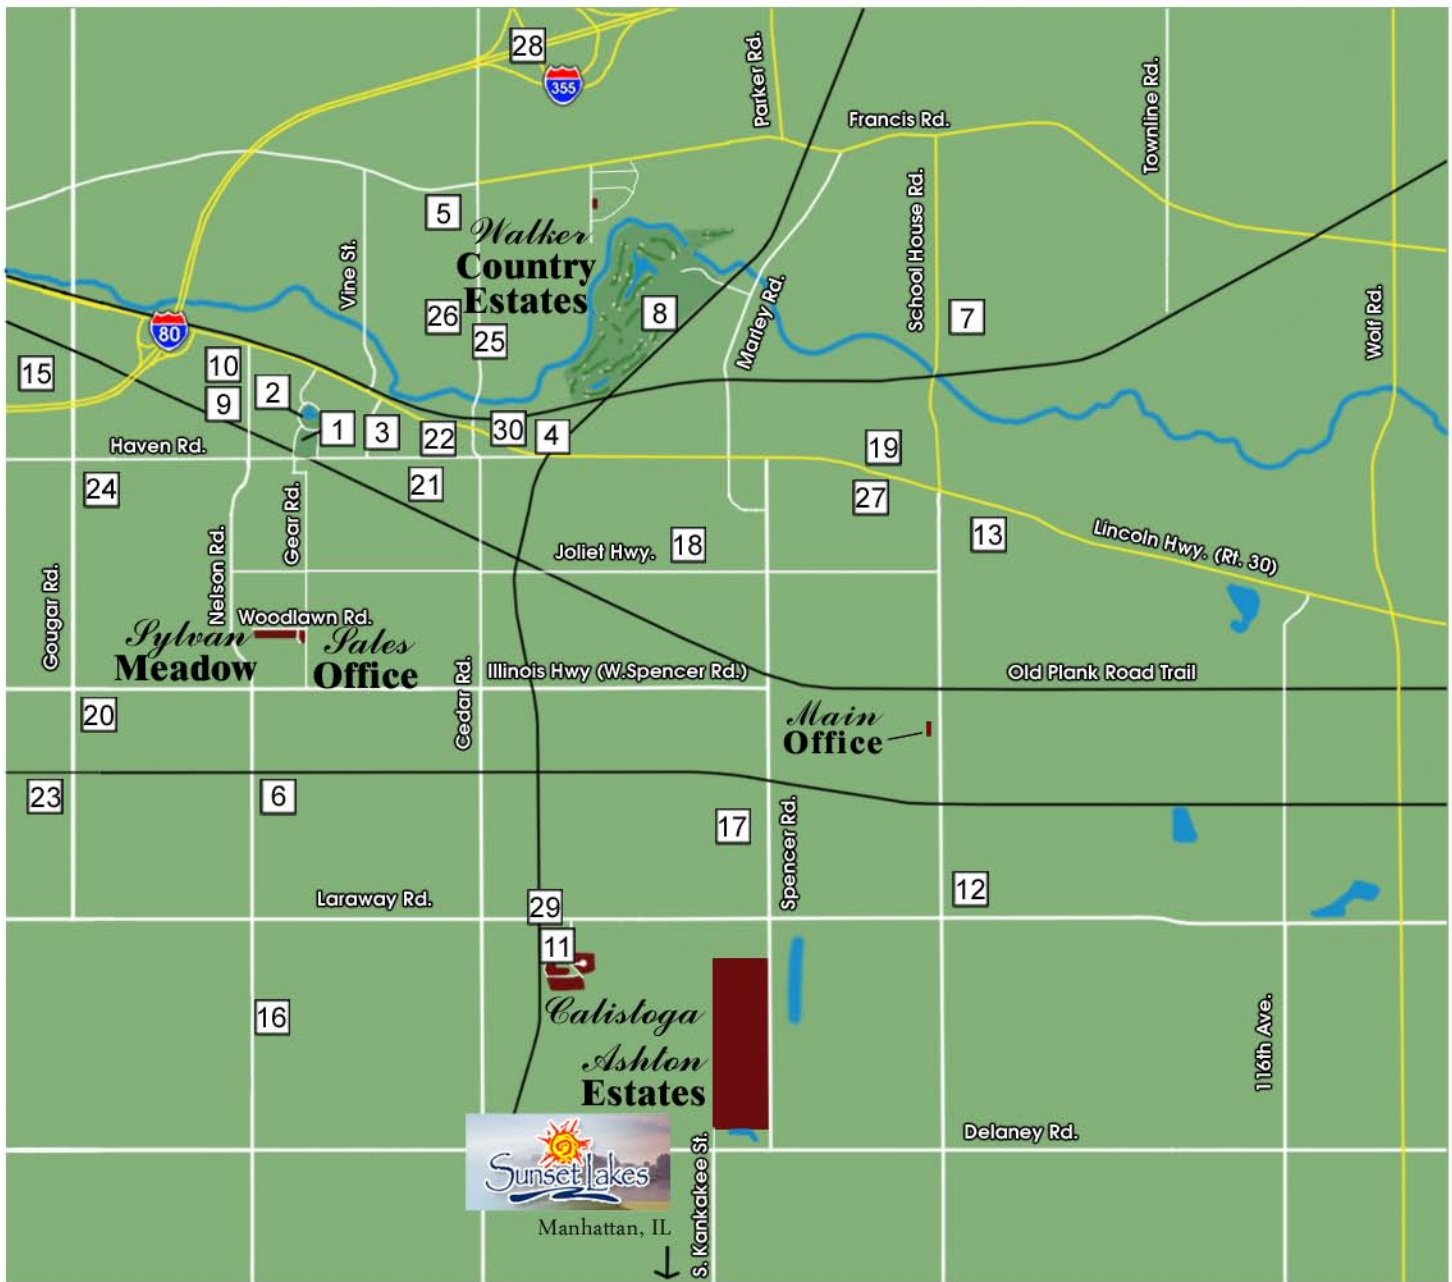 28
355
Parker Rd.
Francis Rd.
Townline Rd.
5
Walker
Country
Estates
Vine St.
School House Rd.
26
25
8
Marley Rd.
7
Wolf Rd.
80
15
10
2
9
1
3
22
30
4
Haven Rd.
19
24
21
27
Gear Rd.
13
Lincoln Hwy. (Rt. 30)
Nelson Rd.
Joliet Hwy.
18
Cougar Rd.
Woodlawn Rd.
Sylvan
Meadow
Sales
Office
Cedar Rd.
Illinois Hwy (W.Spencer Rd.)
Old Plank Road Trail
20
Main
Office
23
6
17
Spencer Rd.
12
Laraway Rd.
29
11
16
Calistoga
Ashton
Estates
116th Ave.
Delaney Rd.
Sunset Lakes
Manhattan, IL
S. Kankakee St.